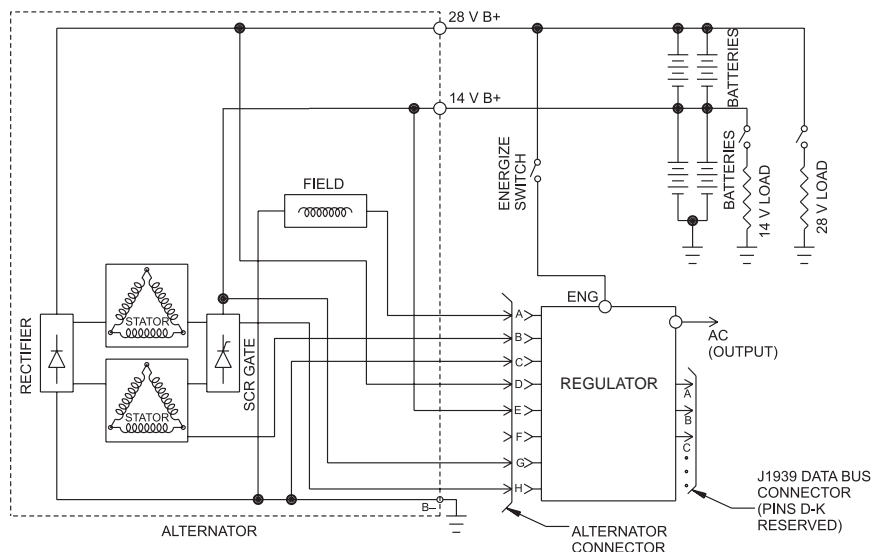 28 V B+
14 V B+
BATTERIES
BATTERIES
ENERGIZE
SWITCH
14 V LOAD
28 V LOAD
FIELD
STATOR
STATOR
RECTIFIER
SCR GATE
ENG
A
B
C
D
E
F
G
H
REGULATOR
AC
(OUTPUT)
A
B
C
B–
ALTERNATOR
ALTERNATOR
CONNECTOR
J1939 DATA BUS
CONNECTOR
(PINS D-K
RESERVED)